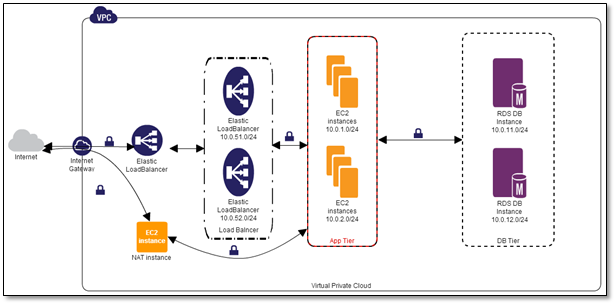 VPC
Internet
Internet
Gateway
Elastic
LoadBalancer
EC2
instance
NAT instance
Elastic
LoadBalancer
10.0.51.0/24
Elastic
LoadBalancer
10.0.52.0/24
Load Balncer
EC2
instances
10.0.1.0/24
EC2
instances
10.0.2.0/24
App Tier
M
RDS DB
Instance
10.0.11.0/24
M
RDS DB
Instance
10.0.12.0/24
DB Tier
Virtual Private Cloud